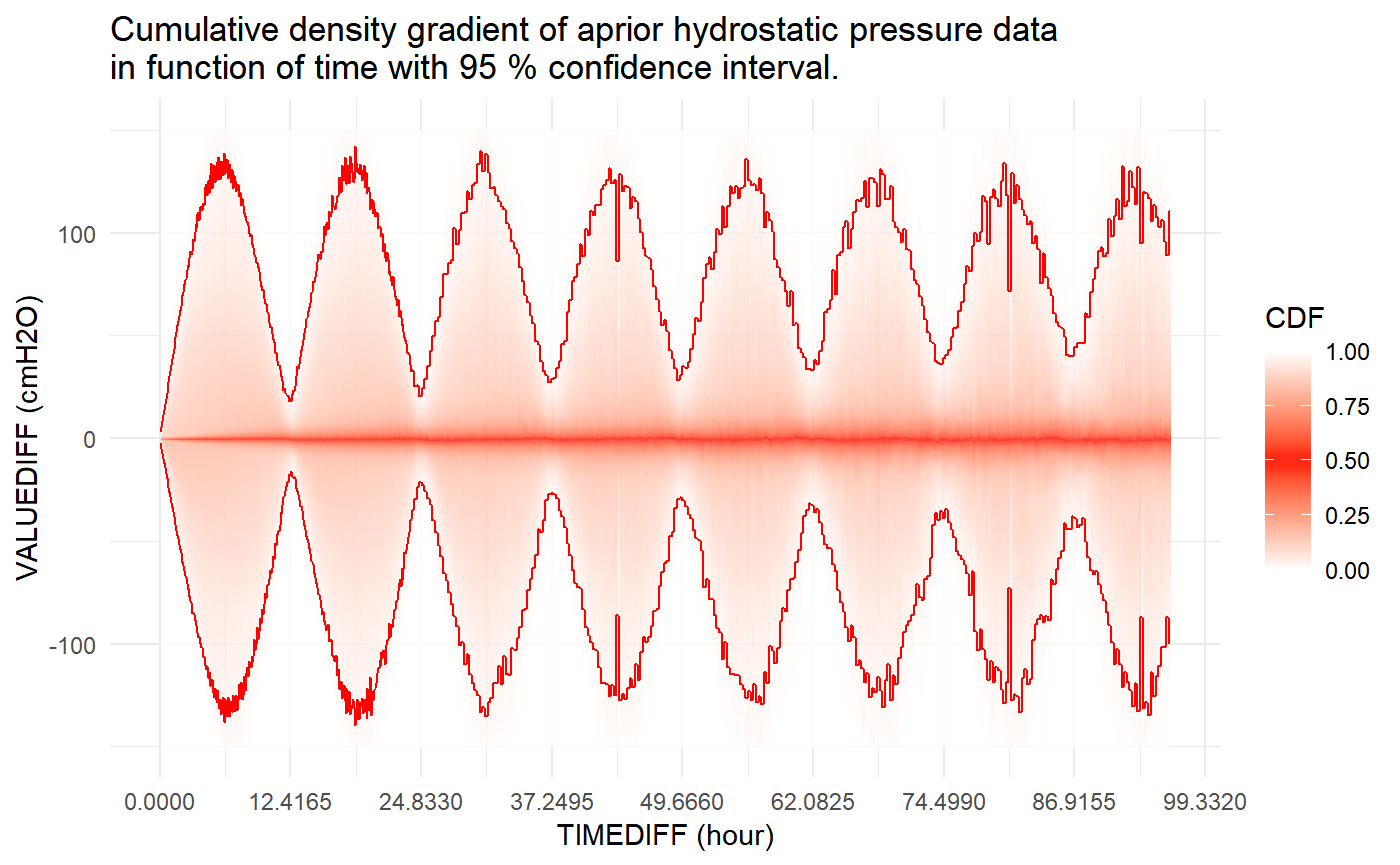 Cumulative density gradient of aprior hydrostatic pressure data
in function of time with 95 % confidence interval.
VALUEDIFF (cmH2O)
100
0
-100
0.0000 12.4165 24.8330 37.2495 49.6660 62.0825 74.4990 86.9155 99.3320
TIMEDIFF (hour)
CDF
1.00
0.75
0.50
0.25
0.00